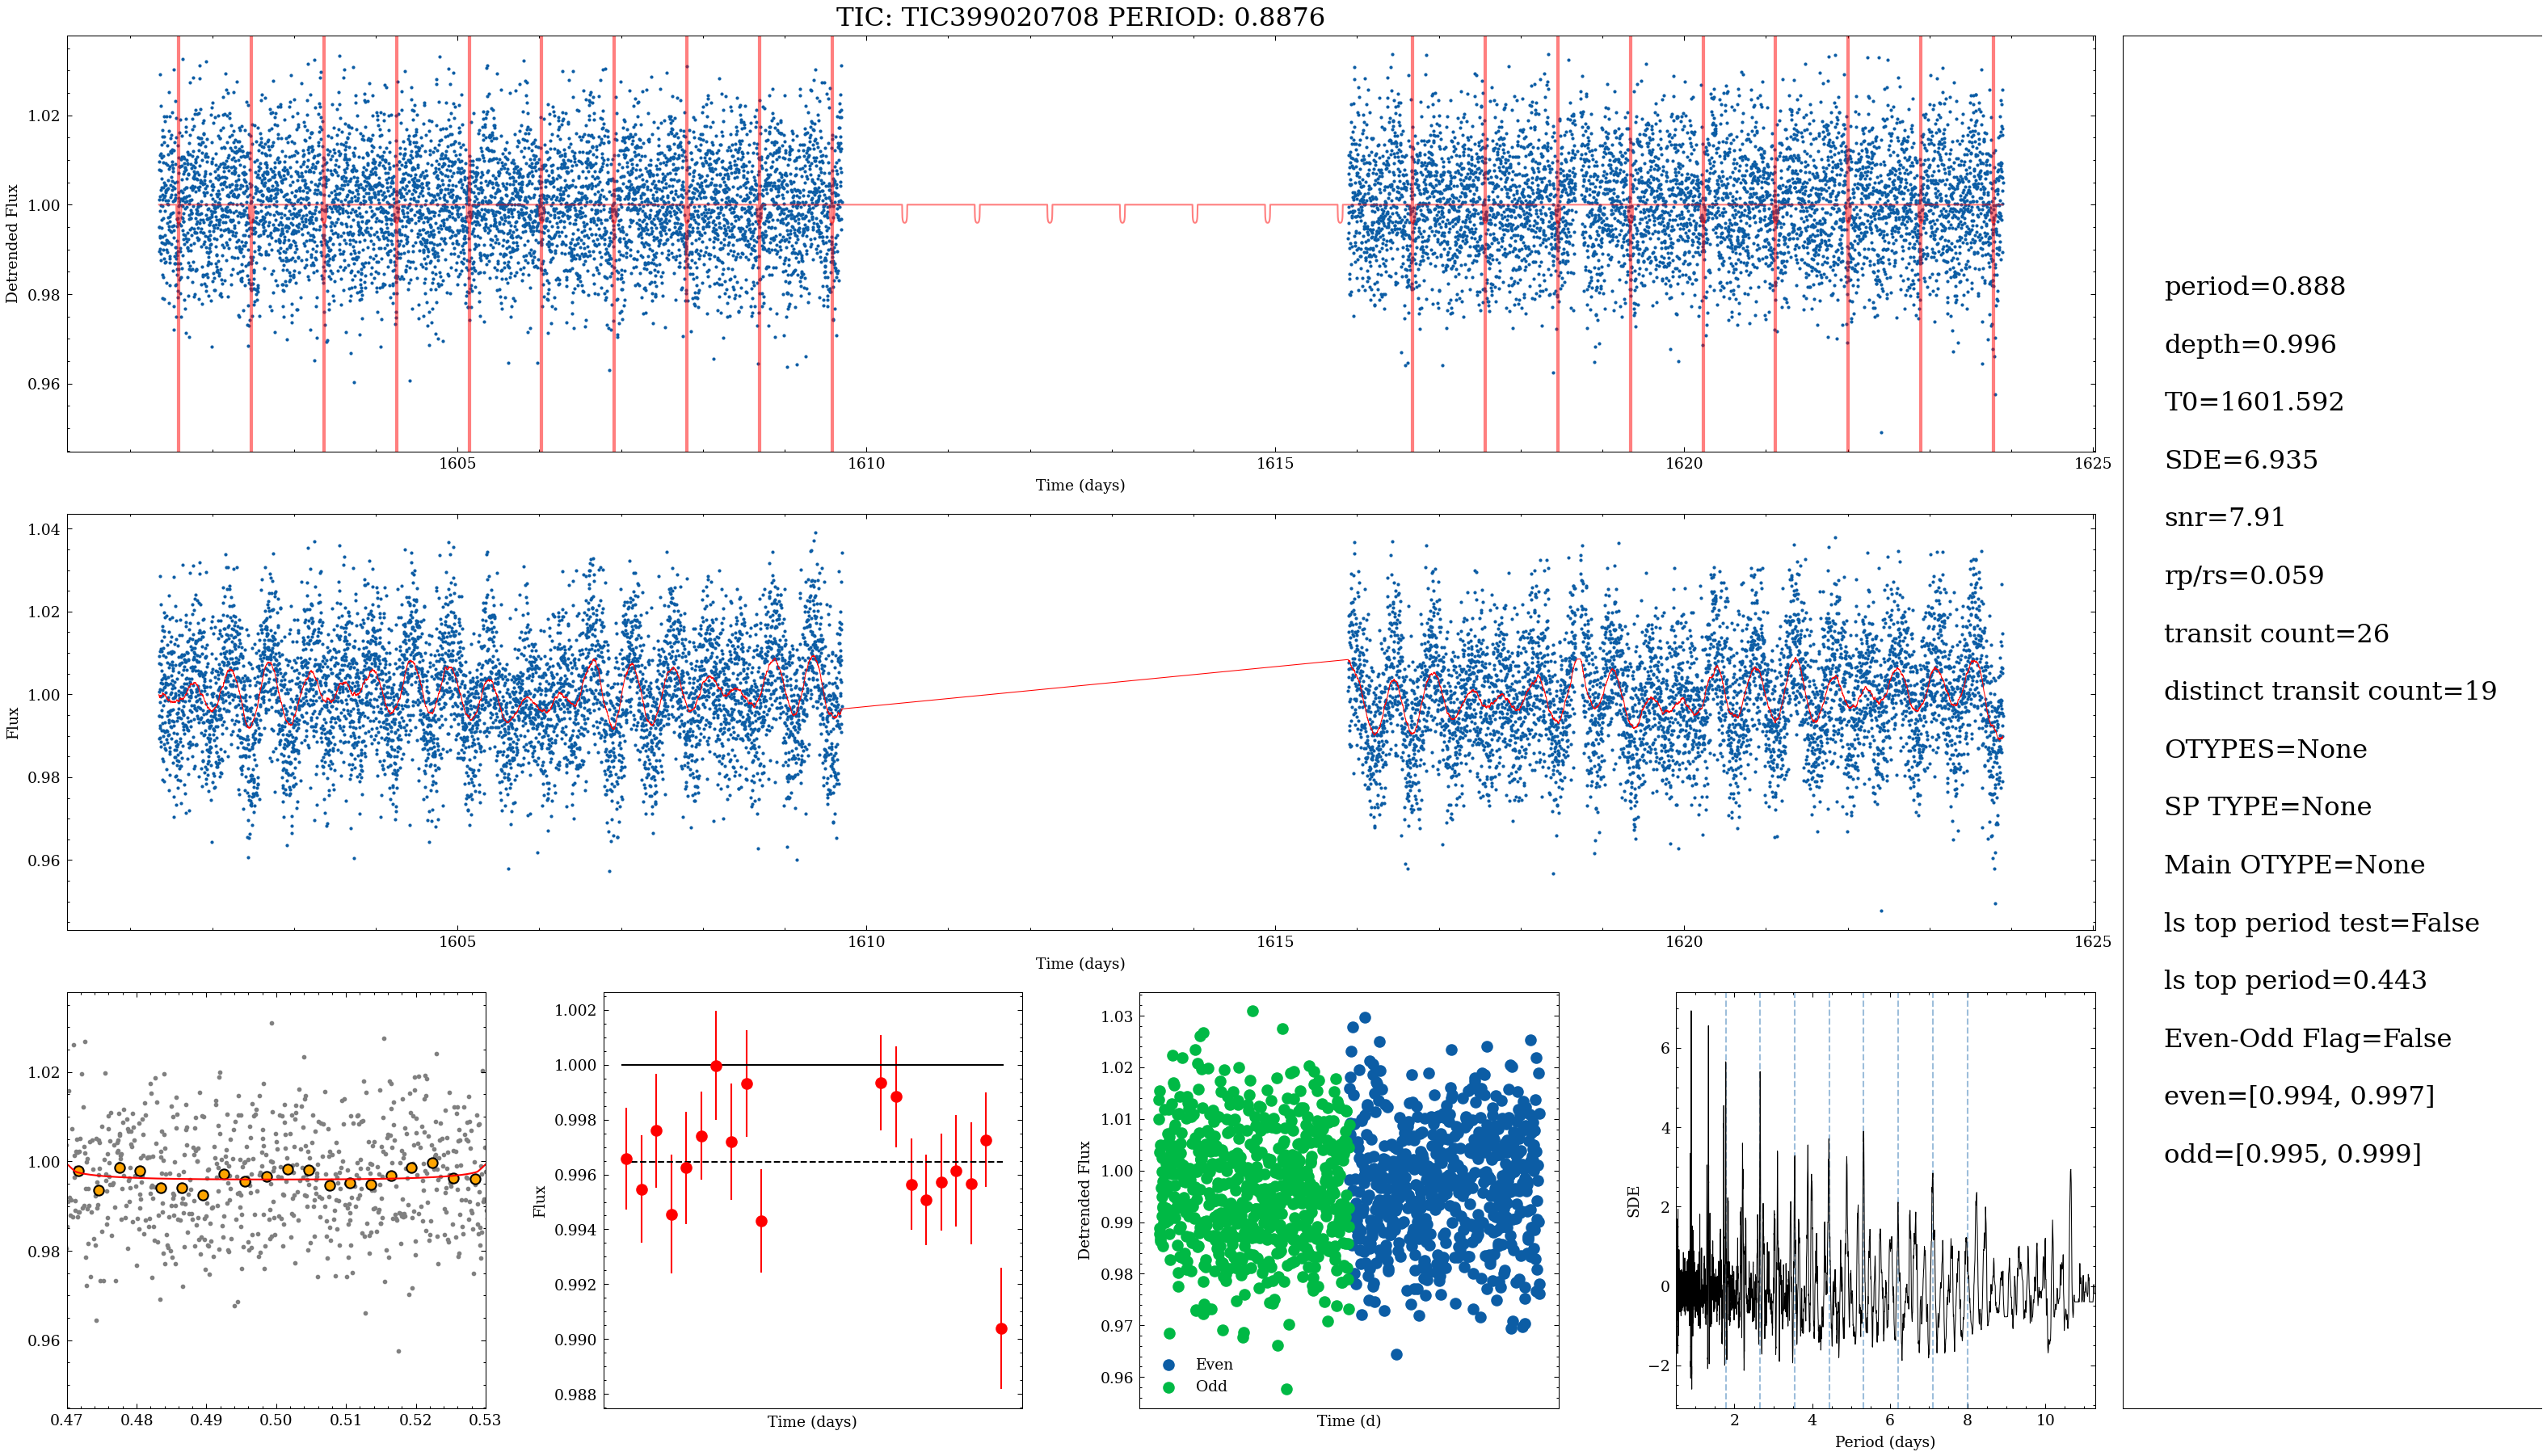 TIC: TIC399020708 PERIOD: 0.8876
1.02
1.00
0.98
0.96
Detrended Flux
1605
1610
1615
1620
1625
Time (days)
1.04
1.02
1.00
0.98
0.96
Flux
1605
1610
1615
1620
1625
Time (days)
1.02
1.00
0.98
0.96
0.47
0.48
0.49
0.50
0.51
0.52
0.53
1.002
1.000
0.998
0.996
0.994
0.992
0.990
0.988
Flux
Time (days)
1.03
1.02
1.01
1.00
0.99
0.98
0.97
0.96
Detrended Flux
Even
Odd
Time (d)
6
4
2
0
−2
SDE
2
4
6
8
10
Period (days)
period=0.888
depth=0.996
T0=1601.592
SDE=6.935
snr=7.91
rp/rs=0.059
transit count=26
distinct transit count=19
OTYPES=None
SP TYPE=None
Main OTYPE=None
ls top period test=False
ls top period=0.443
Even-Odd Flag=False
even=[0.994, 0.997]
odd=[0.995, 0.999]